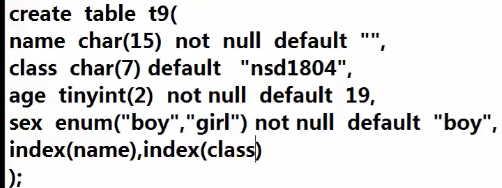 create table t9(
name char(15) not null default "",
class char(7) default "nsd1804",
age tinyint(2) not null default 19,
sex enum("boy","girl") not null default "boy",
index(name),index(class)
);